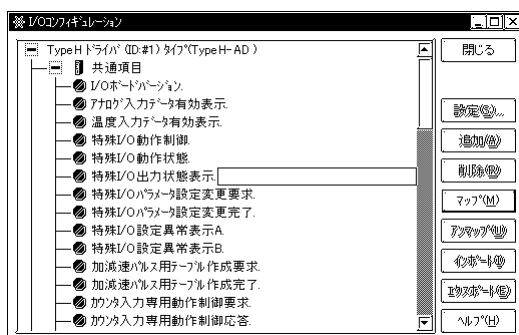 I/Oコンフィギュレーション
TypeHドライバ(ID:#1) タイプ(TypeH-AD)
共通項目
I/Oボードバージョン.
アナログ入力データ有効表示.
温度入力データ有効表示.
特殊I/O動作制御.
特殊I/O動作状態.
特殊I/O出力状態表示.
特殊I/Oパラメータ設定変更要求.
特殊I/Oパラメータ設定変更完了.
特殊I/O設定異常表示A.
特殊I/O設定異常表示B.
加減速パルス用テーブル作成要求.
加減速パルス用テーブル作成完了.
カウンタ入力専用動作制御要求.
カウンタ入力専用動作制御応答.
閉じる
設定(S)...
追加(A)
削除(R)
マップ(M)
アンマップ(U)
インポート(I)
エクスポート(E)
ヘルプ(H)